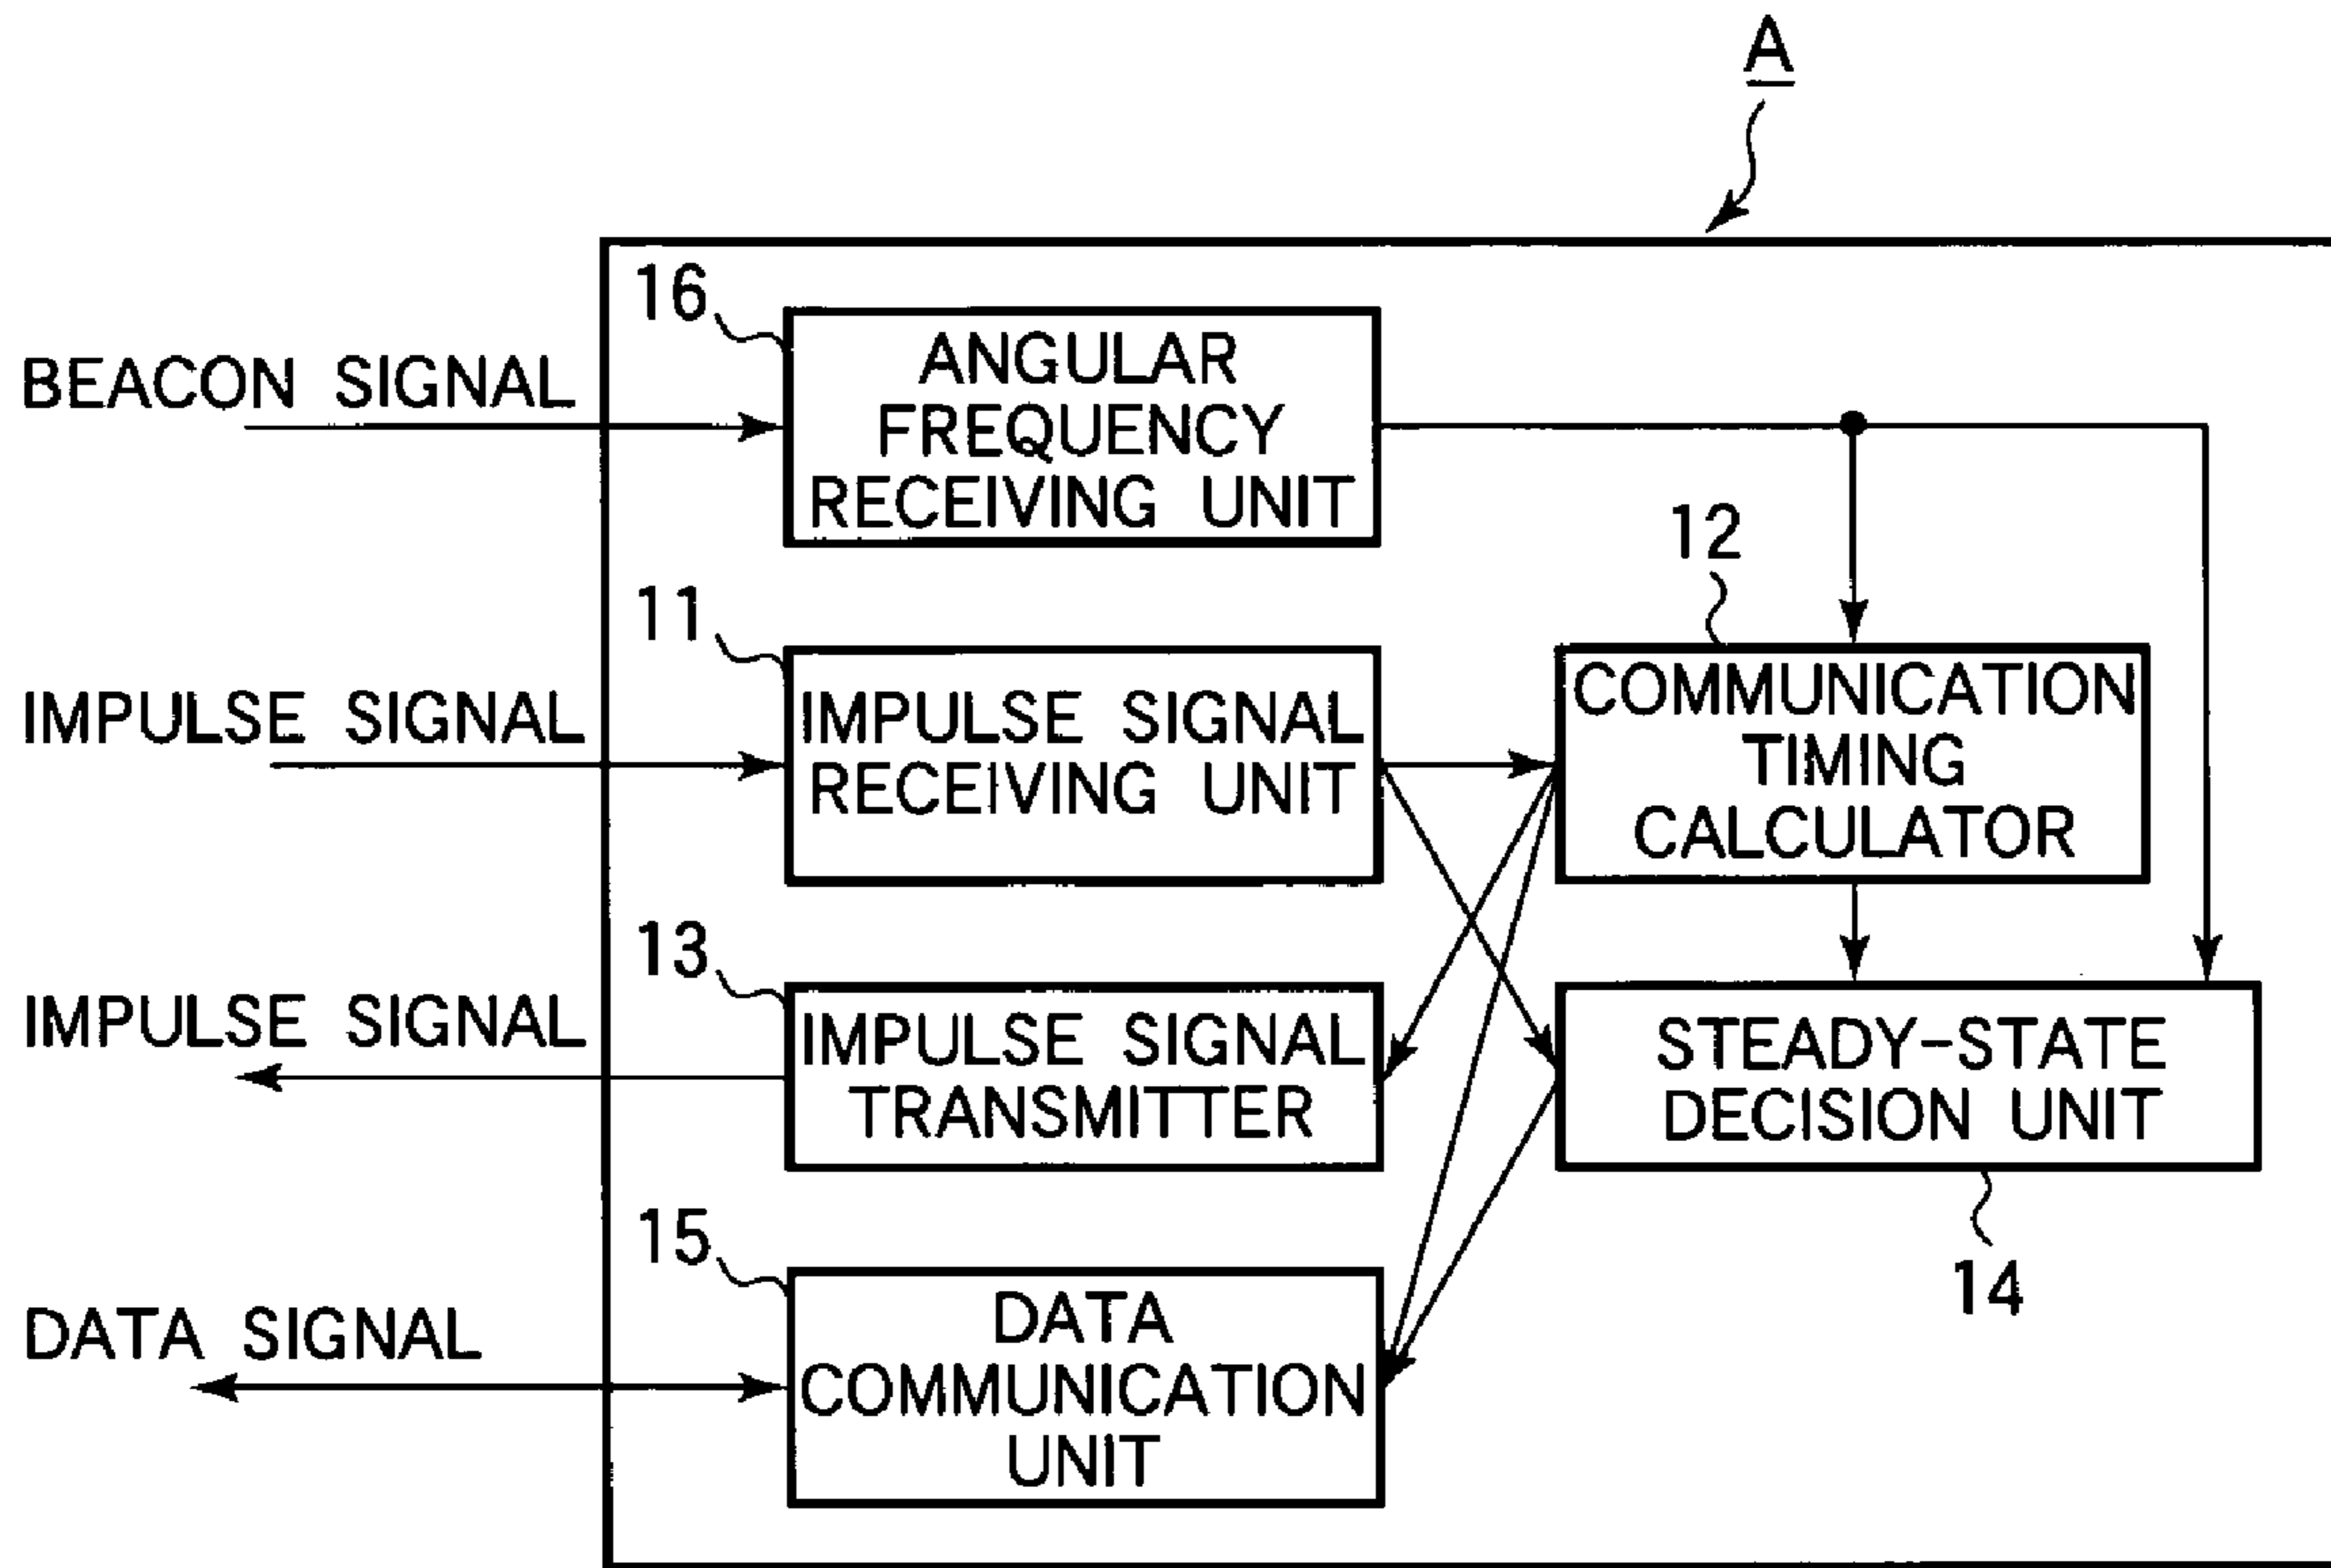 A
16
BEACON SIGNAL
ANGULAR
FREQUENCY
RECEIVING UNIT
12
11
IMPULSE SIGNAL
IMPULSE SIGNAL
RECEIVING UNIT
COMMUNICATION
TIMING
CALCULATOR
13
IMPULSE SIGNAL
IMPULSE SIGNAL
TRANSMITTER
STEADY-STATE
DECISION UNIT
15
14
DATA SIGNAL
DATA
COMMUNICATION
UNIT